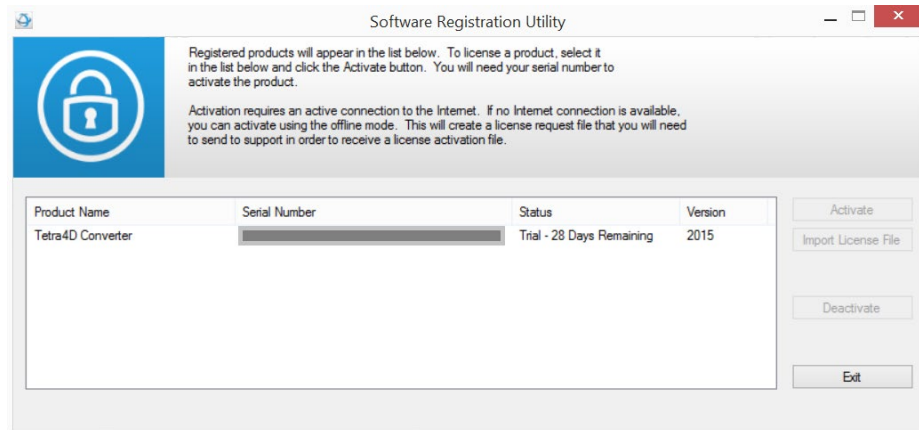 Software Registration Utility
Registered products will appear in the list below.  To license a product, select it
in the list below and click the Activate button.  You will need your serial number to
activate the product.
Activation requires an active connection to the Internet.  If no Internet connection is available,
you can activate using the offline mode.  This will create a license request file that you will need
to send to support in order to receive a license activation file.
Product Name Serial Number Status Version
Tetra4D Converter Trial - 28 Days Remaining 2015
Activate
Import License File
Deactivate
Exit